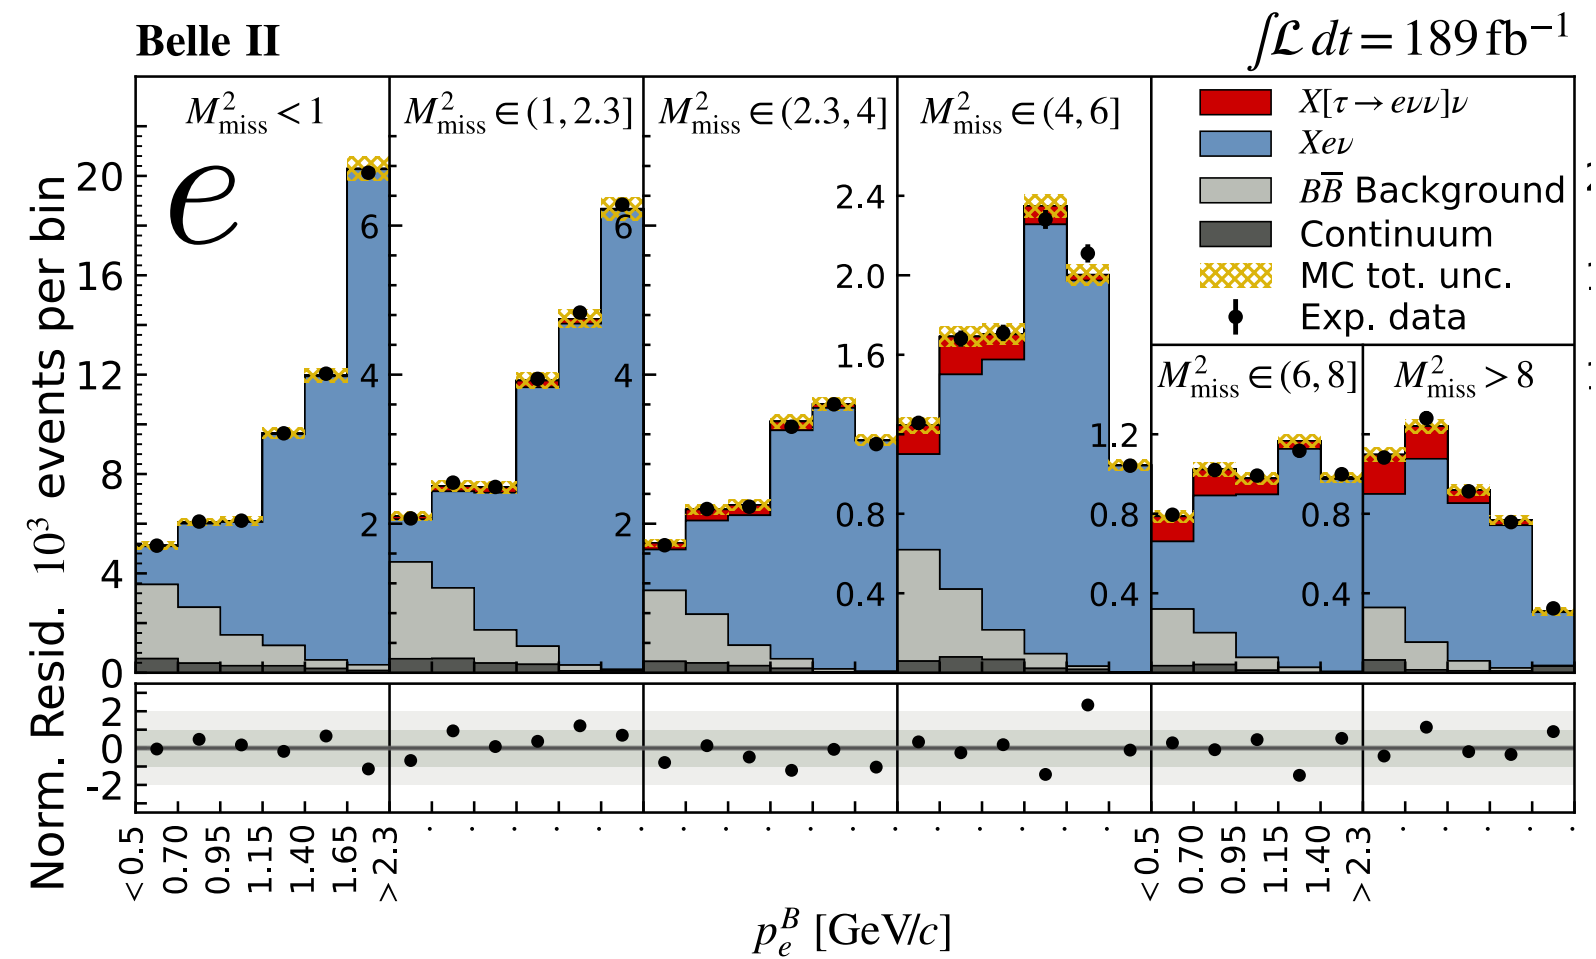 Belle II
∫ℒ dt = 189 fb⁻¹
M²miss < 1
M²miss ∈ (1, 2.3]
M²miss ∈ (2.3, 4]
M²miss ∈ (4, 6]
X[τ → eνν]ν
Xeν
BB̅ Background
Continuum
MC tot. unc.
Exp. data
e
M²miss ∈ (6, 8]
M²miss > 8
10³ events per bin
20
16
12
8
4
0
6
4
2
6
4
2
2.4
2.0
1.6
1.2
0.8
0.4
1.2
0.8
0.4
0.8
0.4
Norm. Resid.
2
0
-2
< 0.5
0.70
0.95
1.15
1.40
1.65
> 2.3
< 0.5
0.70
0.95
1.15
1.40
> 2.3
pₑᴮ [GeV/c]